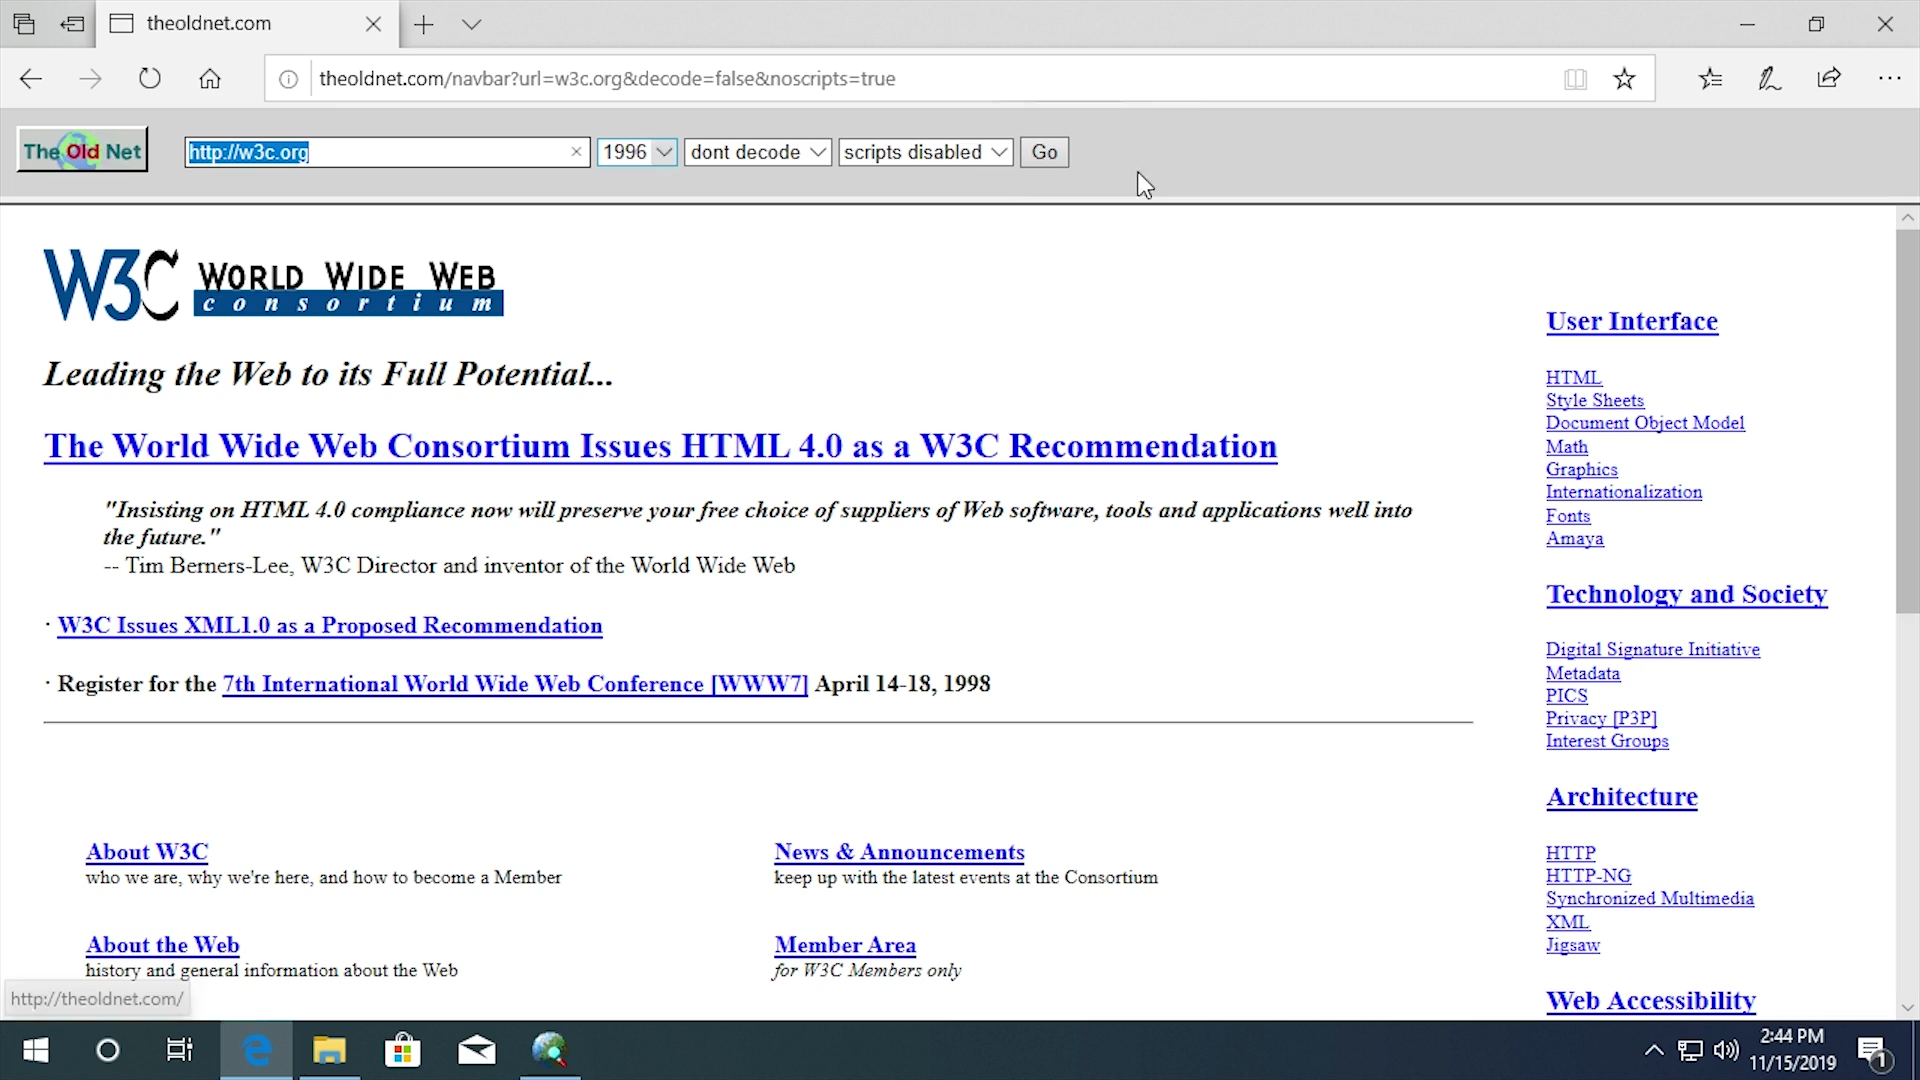 theoldnet.com
theoldnet.com/navbar?url=w3c.org&decode=false&noscripts=true
The Old Net
http://w3c.org
1996
dont decode
scripts disabled
Go
W3C WORLD WIDE WEB
consortium
Leading the Web to its Full Potential...
The World Wide Web Consortium Issues HTML 4.0 as a W3C Recommendation
"Insisting on HTML 4.0 compliance now will preserve your free choice of suppliers of Web software, tools and applications well into
the future."
-- Tim Berners-Lee, W3C Director and inventor of the World Wide Web
· W3C Issues XML1.0 as a Proposed Recommendation
· Register for the 7th International World Wide Web Conference [WWW7] April 14-18, 1998
About W3C
who we are, why we're here, and how to become a Member
News & Announcements
keep up with the latest events at the Consortium
About the Web
history and general information about the Web
Member Area
for W3C Members only
User Interface
HTML
Style Sheets
Document Object Model
Math
Graphics
Internationalization
Fonts
Amaya
Technology and Society
Digital Signature Initiative
Metadata
PICS
Privacy [P3P]
Interest Groups
Architecture
HTTP
HTTP-NG
Synchronized Multimedia
XML
Jigsaw
Web Accessibility
http://theoldnet.com/
2:44 PM
11/15/2019
1